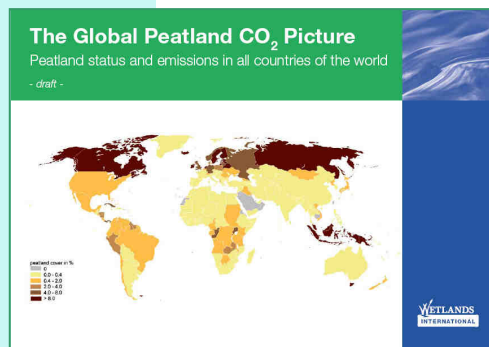 The Global Peatland CO₂ Picture
Peatland status and emissions in all countries of the world
- draft -
peatland cover in %
0
0.0 - 0.4
0.4 - 2.0
2.0 - 4.0
4.0 - 8.0
> 8.0
WETLANDS
INTERNATIONAL